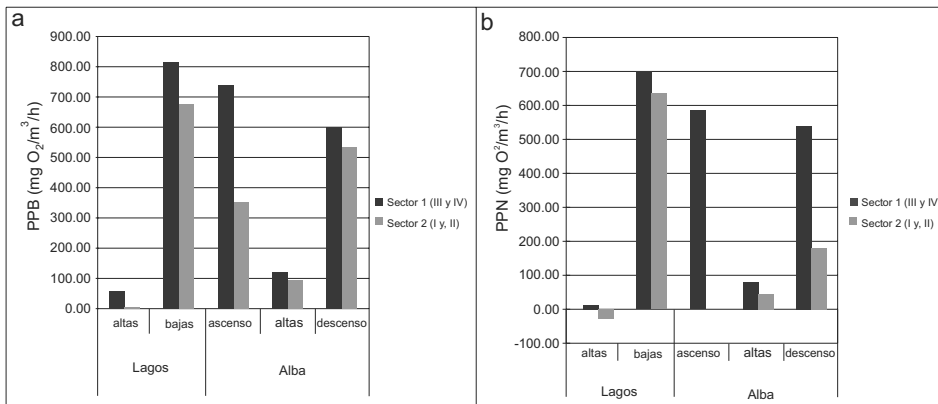 a
900.00
800.00
700.00
600.00
500.00
400.00
300.00
200.00
100.00
0.00
PPB (mg O₂/m³/h)
altas bajas ascenso altas descenso
Lagos Alba
Sector 1 (III y IV)
Sector 2 (I y, II)
b
800.00
700.00
600.00
500.00
400.00
300.00
200.00
100.00
0.00
-100.00
PPN (mg O²/m³/h)
altas bajas ascenso altas descenso
Lagos Alba
Sector 1 (III y IV
Sector 2 (I y, II)